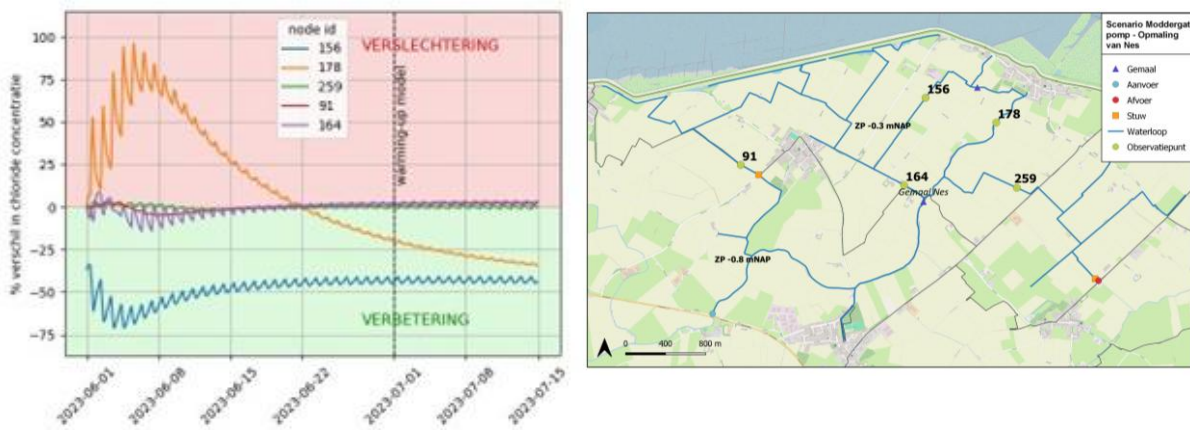 % verschil in chloride concentratie
100
75
50
25
0
−25
−50
−75
node id
156
178
259
91
164
VERSLECHTERING
warming-up model
VERBETERING
2023-06-01
2023-06-08
2023-06-15
2023-06-22
2023-07-01
2023-07-08
2023-07-15
Scenario Moddergat
pomp - Opmaling
van Nes
Gemaal
Aanvoer
Afvoer
Stuw
Waterloop
Observatiepunt
156
178
ZP -0.3 mNAP
91
164
259
Gemaal Nes
ZP -0.8 mNAP
0 400 800 m